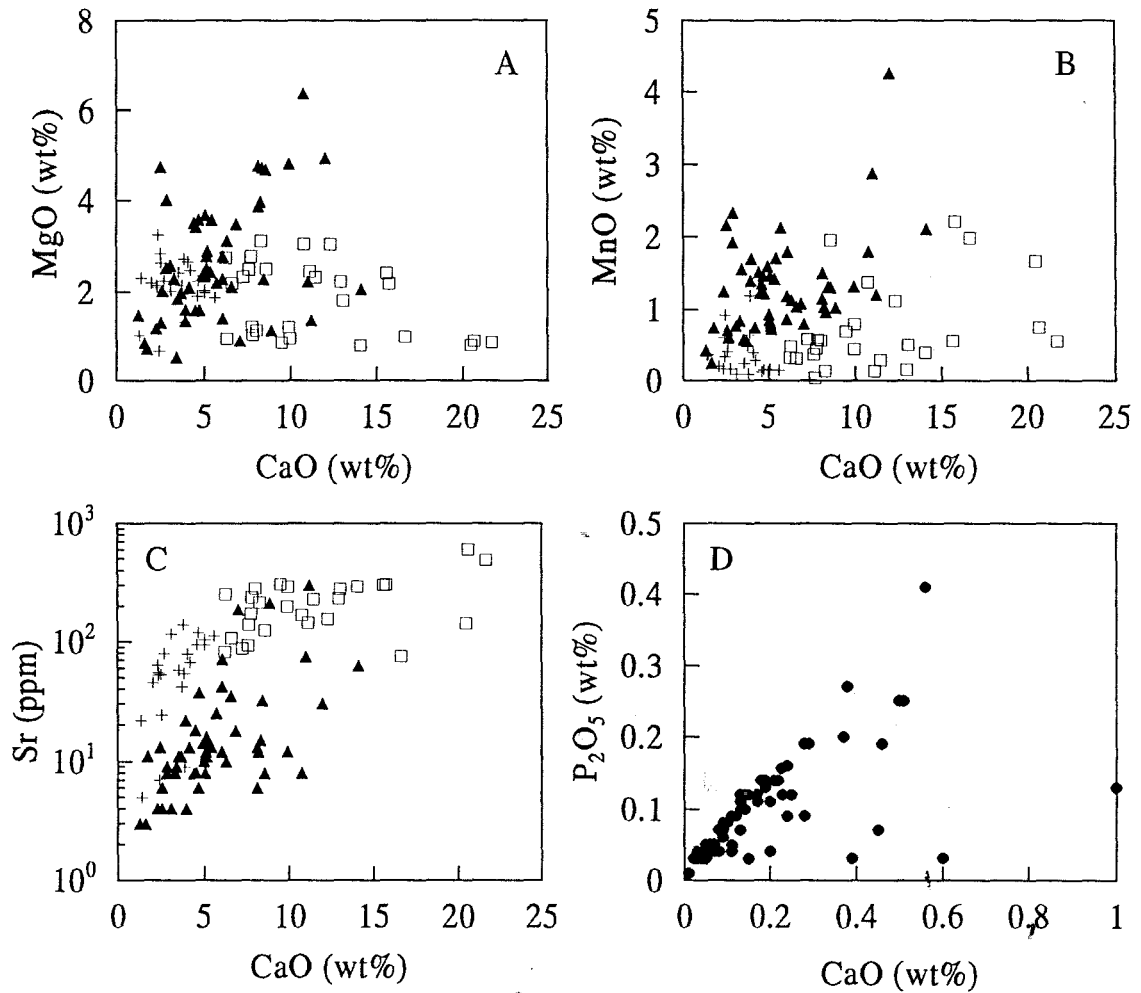 8
6
4
2
0
MgO (wt%)
A
0 5 10 15 20 25
CaO (wt%)
5
4
3
2
1
0
MnO (wt%)
B
0 5 10 15 20 25
CaO (wt%)
10³
10²
10¹
10⁰
Sr (ppm)
C
0 5 10 15 20 25
CaO (wt%)
0.5
0.4
0.3
0.2
0.1
0
P₂O₅ (wt%)
D
0 0.2 0.4 0.6 0.8 1
CaO (wt%)